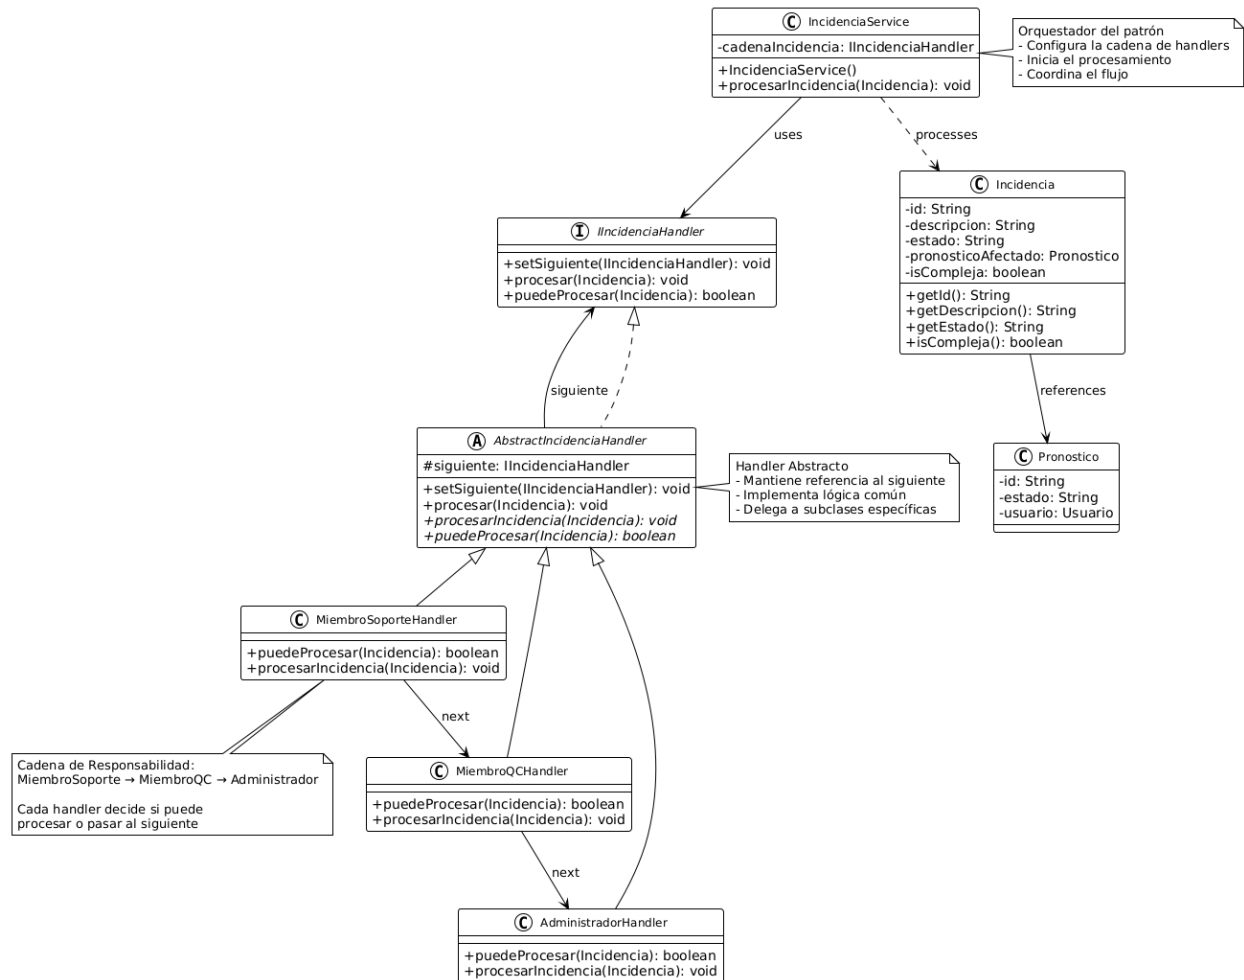 C IncidenciaService
-cadenaIncidencia: IIncidenciaHandler
+IncidenciaService()
+procesarIncidencia(Incidencia): void
Orquestador del patrón
- Configura la cadena de handlers
- Inicia el procesamiento
- Coordina el flujo
uses
processes
I IIncidenciaHandler
+setSiguiente(IIncidenciaHandler): void
+procesar(Incidencia): void
+puedeProcesar(Incidencia): boolean
C Incidencia
-id: String
-descripcion: String
-estado: String
-pronosticoAfectado: Pronostico
-isCompleja: boolean
+getId(): String
+getDescripcion(): String
+getEstado(): String
+isCompleja(): boolean
siguiente
references
A AbstractIncidenciaHandler
#siguiente: IIncidenciaHandler
+setSiguiente(IIncidenciaHandler): void
+procesar(Incidencia): void
+procesarIncidencia(Incidencia): void
+puedeProcesar(Incidencia): boolean
Handler Abstracto
- Mantiene referencia al siguiente
- Implementa lógica común
- Delega a subclases específicas
C Pronostico
-id: String
-estado: String
-usuario: Usuario
C MiembroSoporteHandler
+puedeProcesar(Incidencia): boolean
+procesarIncidencia(Incidencia): void
next
Cadena de Responsabilidad:
MiembroSoporte → MiembroQC → Administrador
Cada handler decide si puede
procesar o pasar al siguiente
C MiembroQCHandler
+puedeProcesar(Incidencia): boolean
+procesarIncidencia(Incidencia): void
next
C AdministradorHandler
+puedeProcesar(Incidencia): boolean
+procesarIncidencia(Incidencia): void